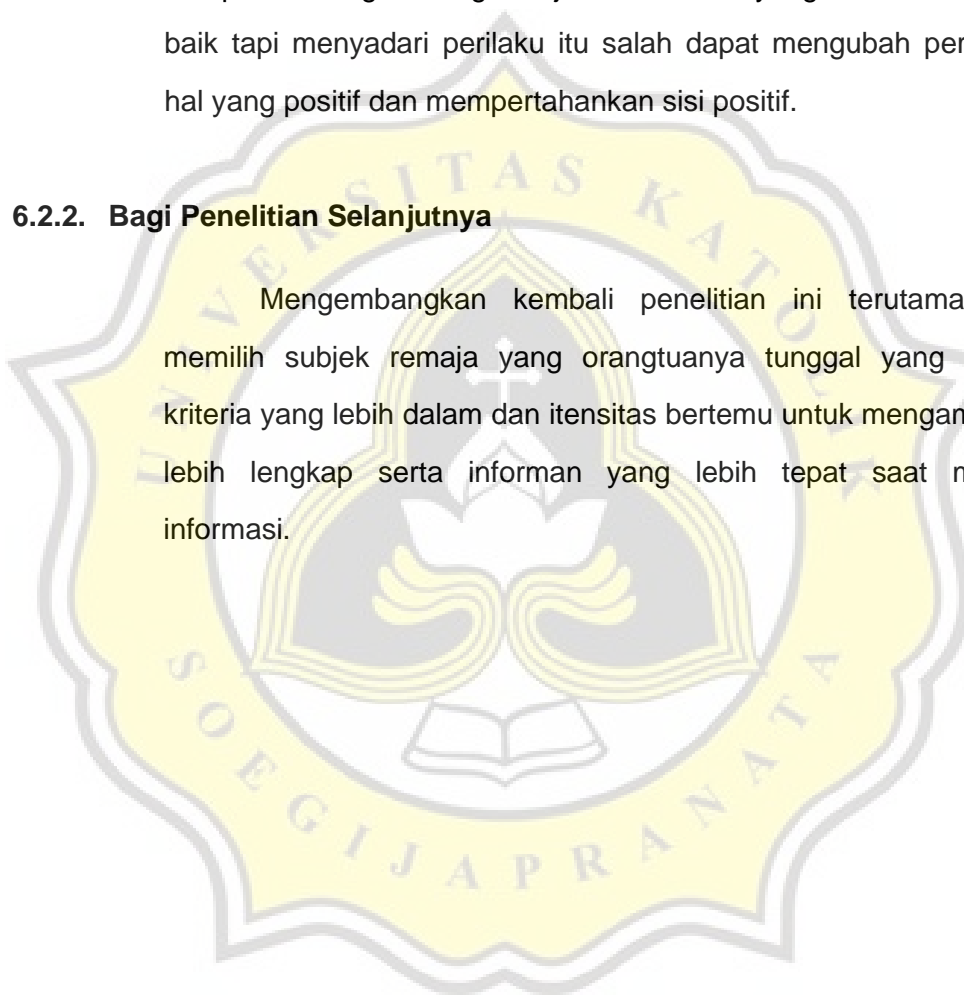 baik tapi menyadari perilaku itu salah dapat mengubah per
hal yang positif dan mempertahankan sisi positif.
6.2.2. Bagi Penelitian Selanjutnya
Mengembangkan kembali penelitian ini terutama
memilih subjek remaja yang orangtuanya tunggal yang
kriteria yang lebih dalam dan itensitas bertemu untuk mengam
lebih lengkap serta informan yang lebih tepat saat m
informasi.
UNIVERSITAS KATOLIK
SOEGIJAPRANATA